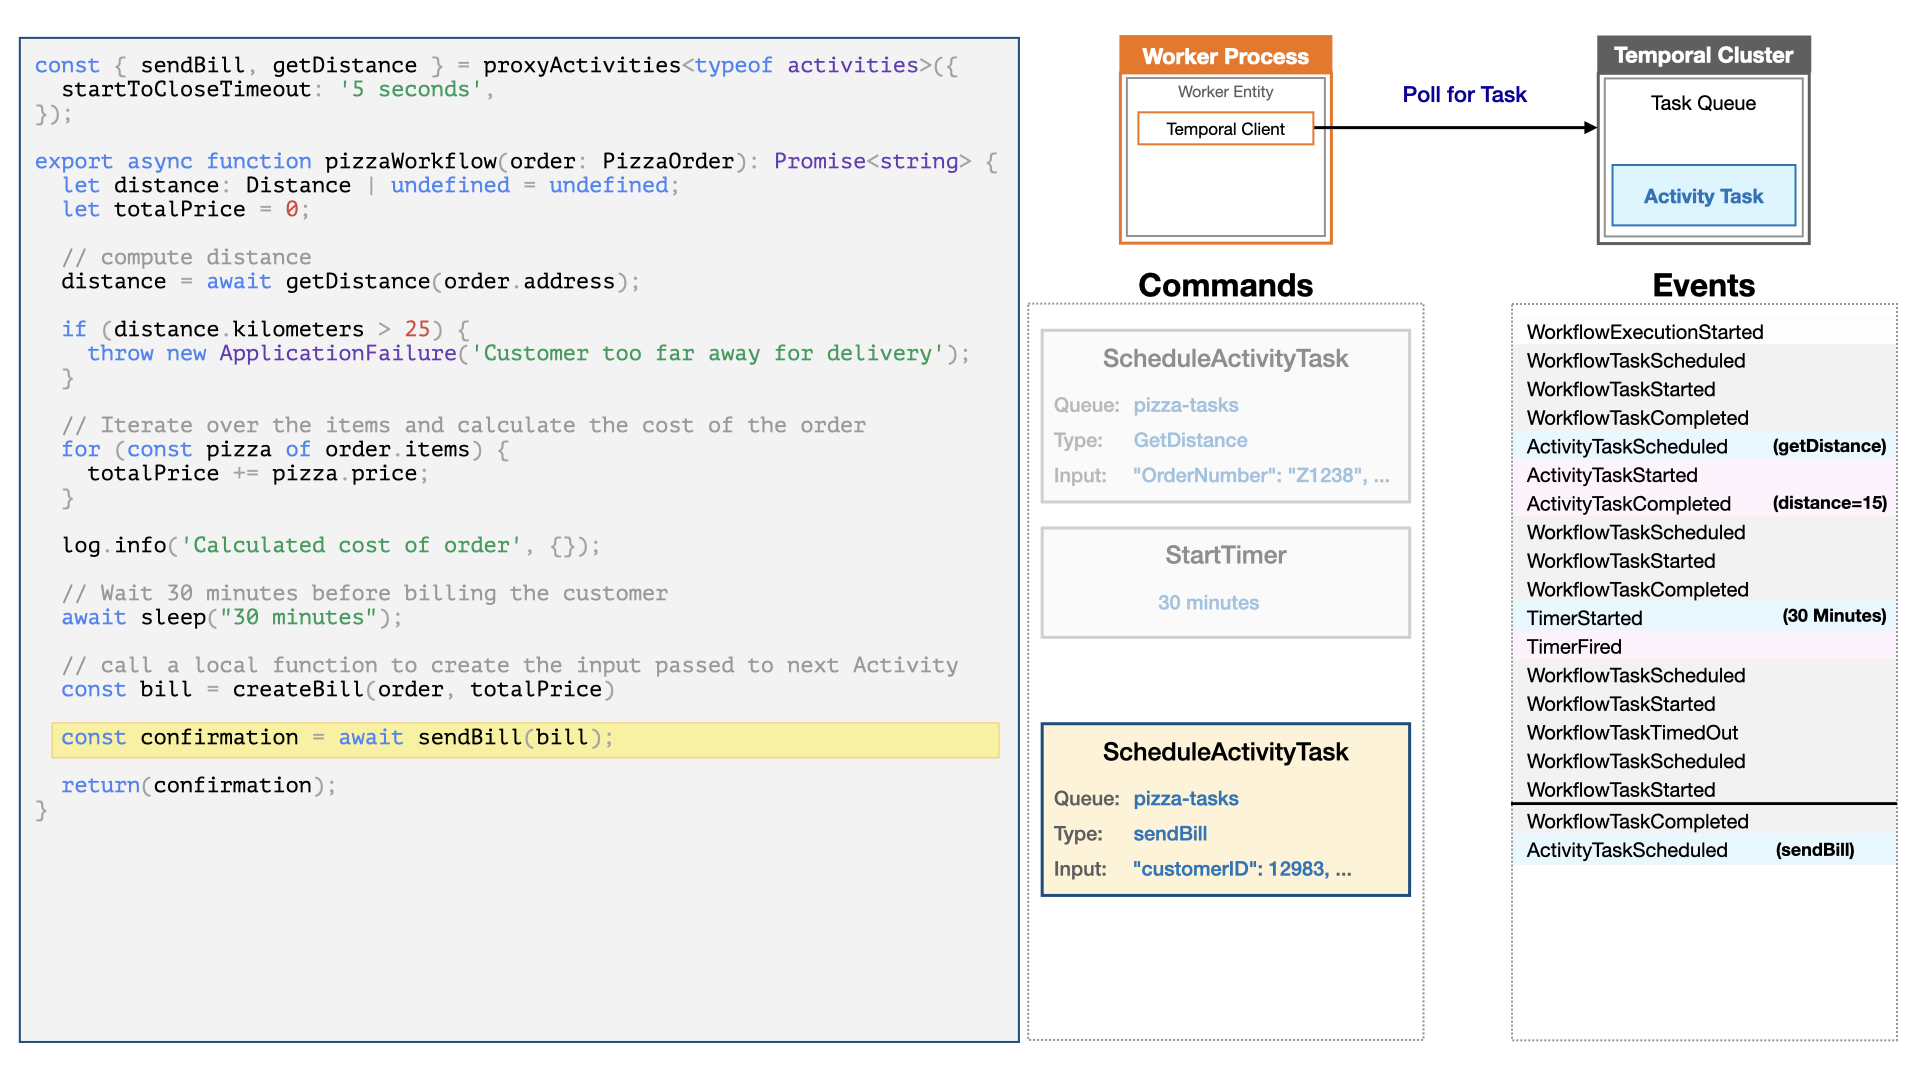 const { sendBill, getDistance } = proxyActivities<typeof activities>({
  startToCloseTimeout: '5 seconds',
});

export async function pizzaWorkflow(order: PizzaOrder): Promise<string> {
  let distance: Distance | undefined = undefined;
  let totalPrice = 0;

  // compute distance
  distance = await getDistance(order.address);

  if (distance.kilometers > 25) {
    throw new ApplicationFailure('Customer too far away for delivery');
  }

  // Iterate over the items and calculate the cost of the order
  for (const pizza of order.items) {
    totalPrice += pizza.price;
  }

  log.info('Calculated cost of order', {});

  // Wait 30 minutes before billing the customer
  await sleep("30 minutes");

  // call a local function to create the input passed to next Activity
  const bill = createBill(order, totalPrice)

  const confirmation = await sendBill(bill);

  return(confirmation);
}
Worker Process
Worker Entity
Temporal Client
Poll for Task
Temporal Cluster
Task Queue
Activity Task
Commands
ScheduleActivityTask
Queue: pizza-tasks
Type: GetDistance
Input: "OrderNumber": "Z1238", ...
StartTimer
30 minutes
ScheduleActivityTask
Queue: pizza-tasks
Type: sendBill
Input: "customerID": 12983, ...
Events
WorkflowExecutionStarted
WorkflowTaskScheduled
WorkflowTaskStarted
WorkflowTaskCompleted
ActivityTaskScheduled (getDistance)
ActivityTaskStarted
ActivityTaskCompleted (distance=15)
WorkflowTaskScheduled
WorkflowTaskStarted
WorkflowTaskCompleted
TimerStarted (30 Minutes)
TimerFired
WorkflowTaskScheduled
WorkflowTaskStarted
WorkflowTaskTimedOut
WorkflowTaskScheduled
WorkflowTaskStarted
WorkflowTaskCompleted
ActivityTaskScheduled (sendBill)